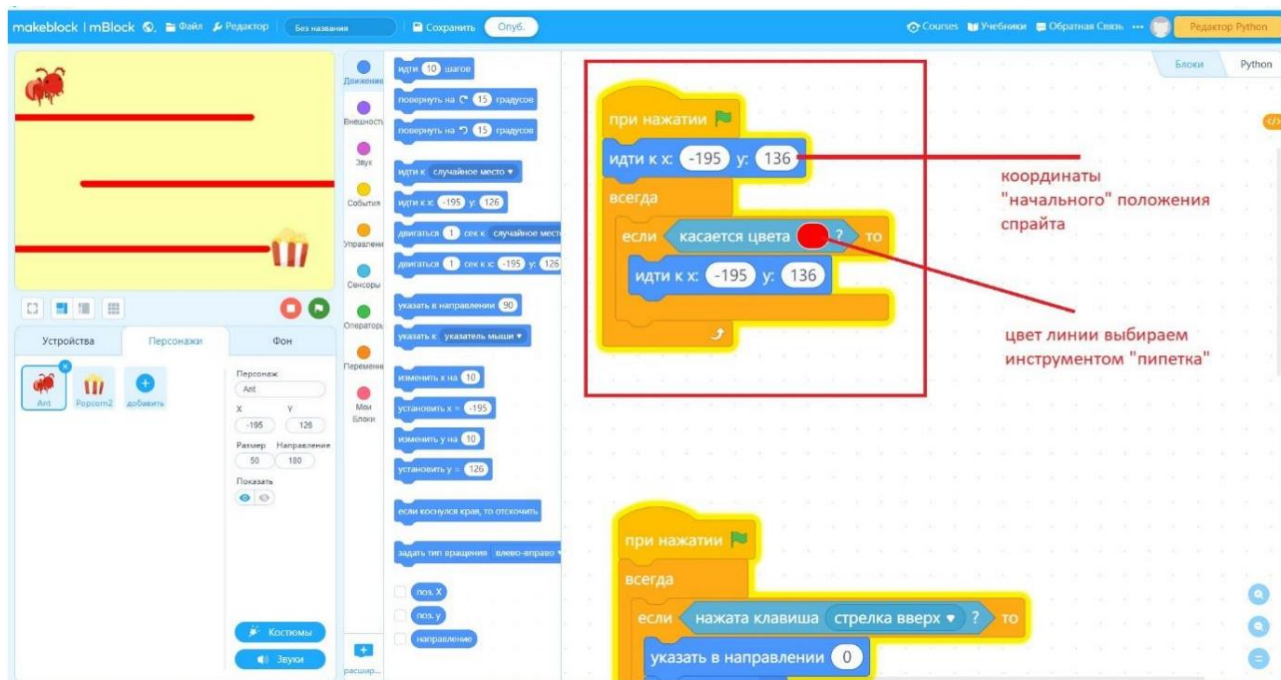 makeblock | mBlock Файл Редактор Без названия Сохранить Опуб. Courses Учебники Обратная Связь Редактор Python
Блоки Python
Движение
Внешность
Звук
События
Управлени
Сенсоры
Оператор
Переменн
Мои Блоки
расшир...
идти 10 шагов
повернуть на 15 градусов
повернуть на 15 градусов
идти к случайное место
идти к x: -195 y: 126
двигаться 1 сек к случайное мест
двигаться 1 сек к x: -195 y: 126
указать в направлении 90
указать к указатель мыши
изменить x на 10
установить x = -195
изменить y на 10
установить y = 126
если коснулся края, то отскочить
задать тип вращения влево-вправо
поз. X
поз. y
направление
при нажатии
идти к x: -195 y: 136
всегда
если касается цвета ? то
идти к x: -195 y: 136
координаты
"начального" положения
спрайта
цвет линии выбираем
инструментом "пипетка"
при нажатии
всегда
если нажата клавиша стрелка вверх ? то
указать в направлении 0
Устройства Персонажи Фон
Ant Popcorn2 добавить
Персонаж
Ant
X Y
-195 126
Размер Направление
50 180
Показать
Костюмы
Звуки